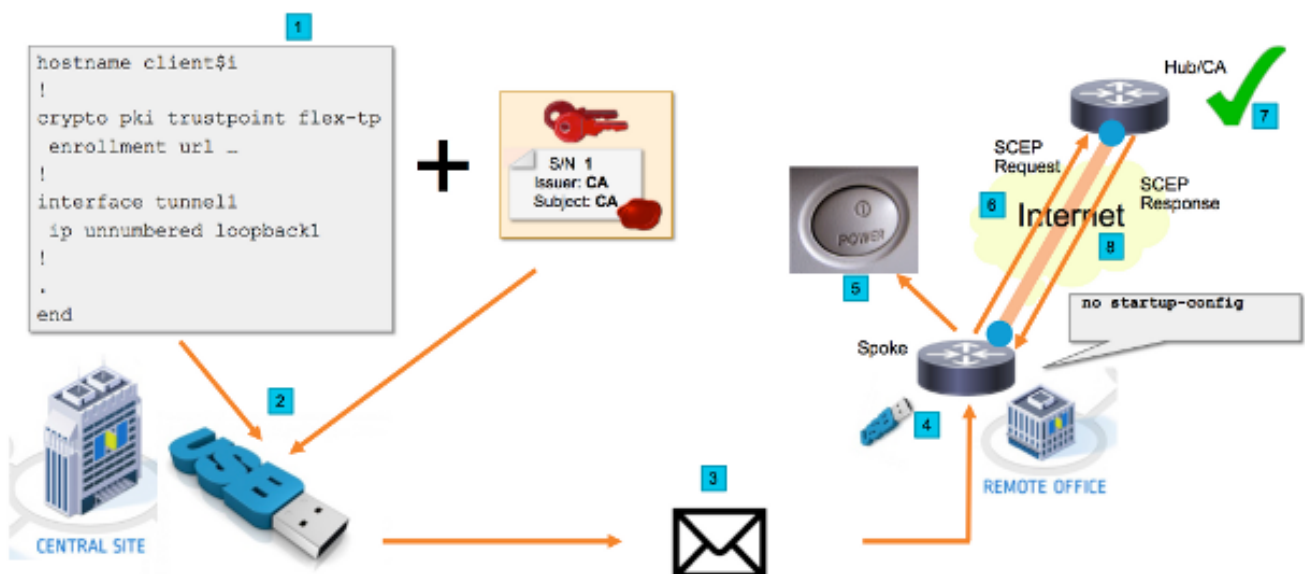 1
hostname client$i
!
crypto pki trustpoint flex-tp
enrollment url …
!
interface tunnel1
ip unnumbered loopback1
!
.
end
S/N 1
Issuer: CA
Subject: CA
Hub/CA
7
SCEP
Request
SCEP
Response
6
Internet
8
POWER
5
no startup-config
Spoke
2
USB
4
3
CENTRAL SITE
REMOTE OFFICE